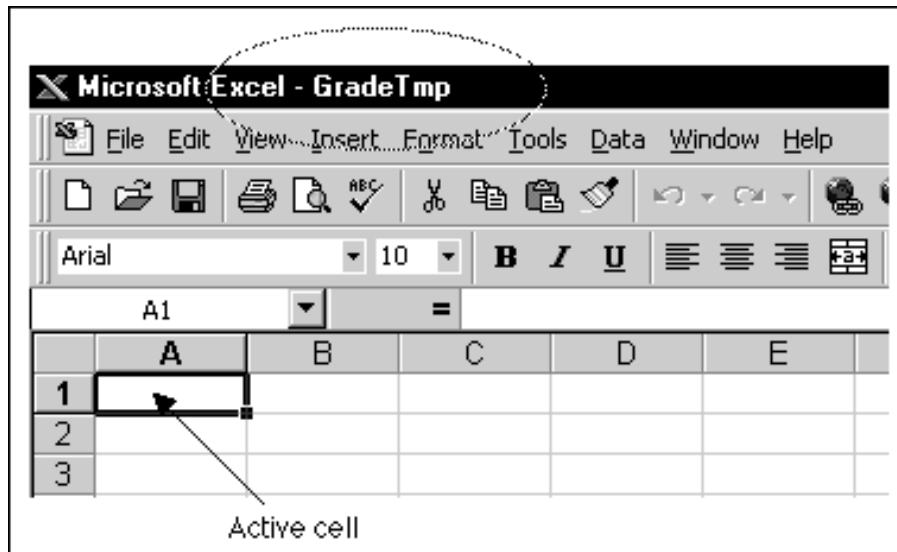 Microsoft Excel - GradeTmp
File Edit View Insert Format Tools Data Window Help
ABC
Arial 10 B I U a
A1 =
A B C D E
1
2
3
Active cell